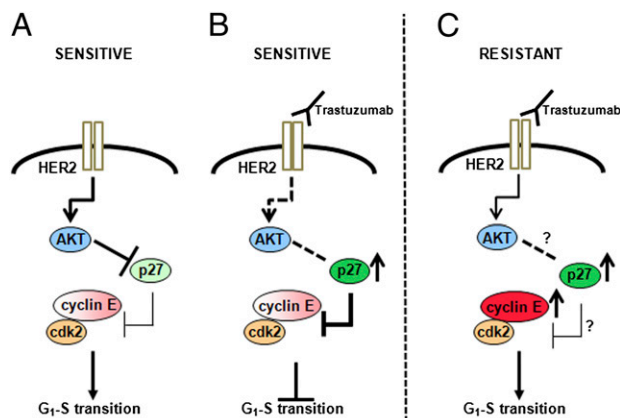 A
SENSITIVE
HER2
AKT
p27
cyclin E
cdk2
G₁-S transition
B
SENSITIVE
Trastuzumab
HER2
AKT
p27
cyclin E
cdk2
G₁-S transition
C
RESISTANT
Trastuzumab
HER2
AKT
?
p27
cyclin E
cdk2
?
G₁-S transition